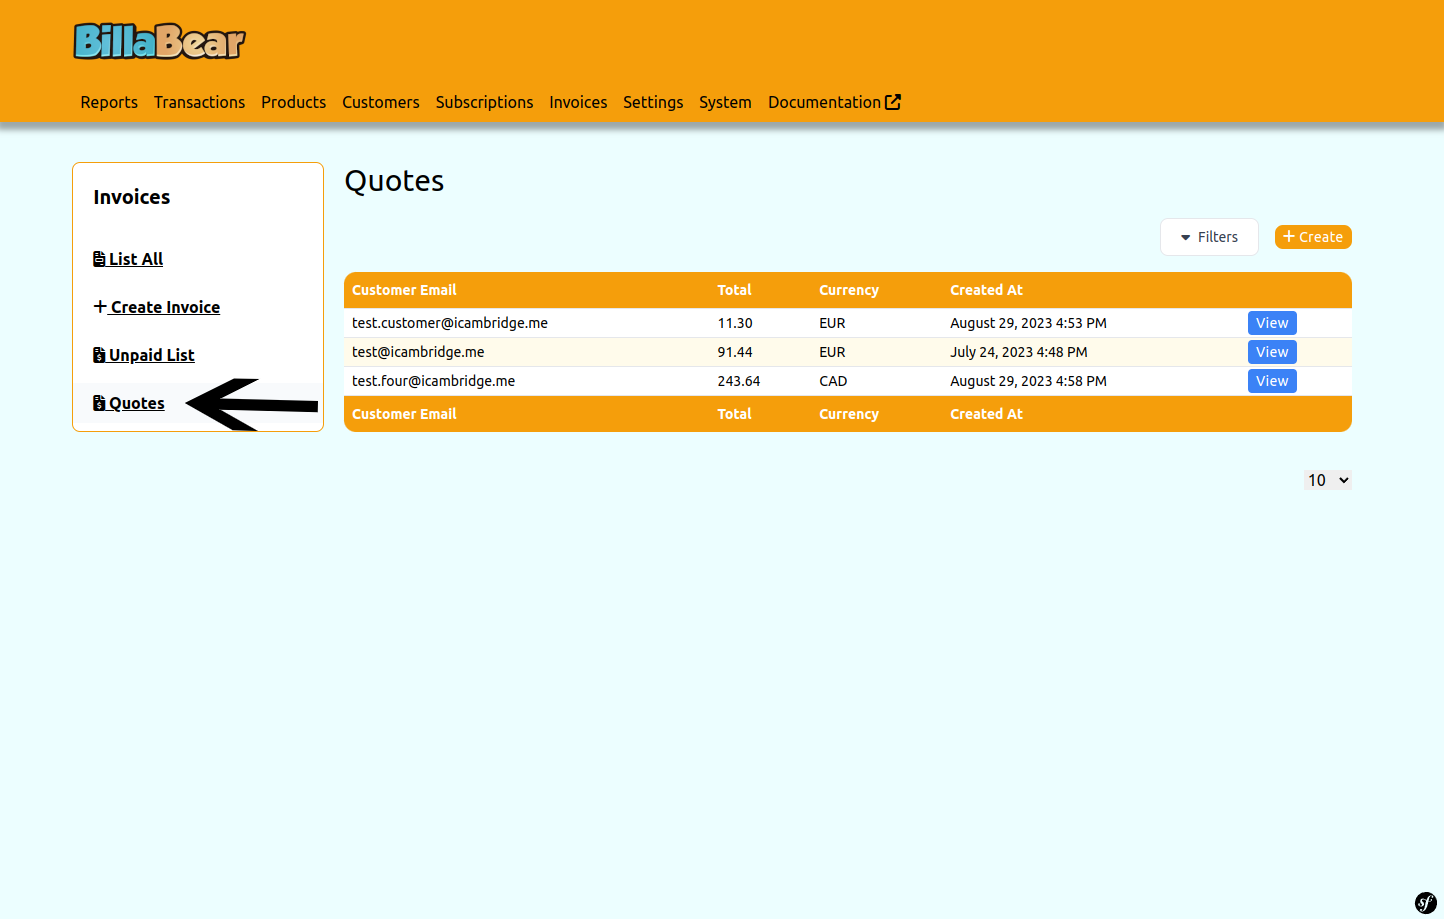 BillaBear
Reports Transactions Products Customers Subscriptions Invoices Settings System Documentation
Invoices
List All
Create Invoice
Unpaid List
Quotes
Quotes
Filters
+ Create
Customer Email Total Currency Created At
test.customer@icambridge.me 11.30 EUR August 29, 2023 4:53 PM View
test@icambridge.me 91.44 EUR July 24, 2023 4:48 PM View
test.four@icambridge.me 243.64 CAD August 29, 2023 4:58 PM View
Customer Email Total Currency Created At
10
sf